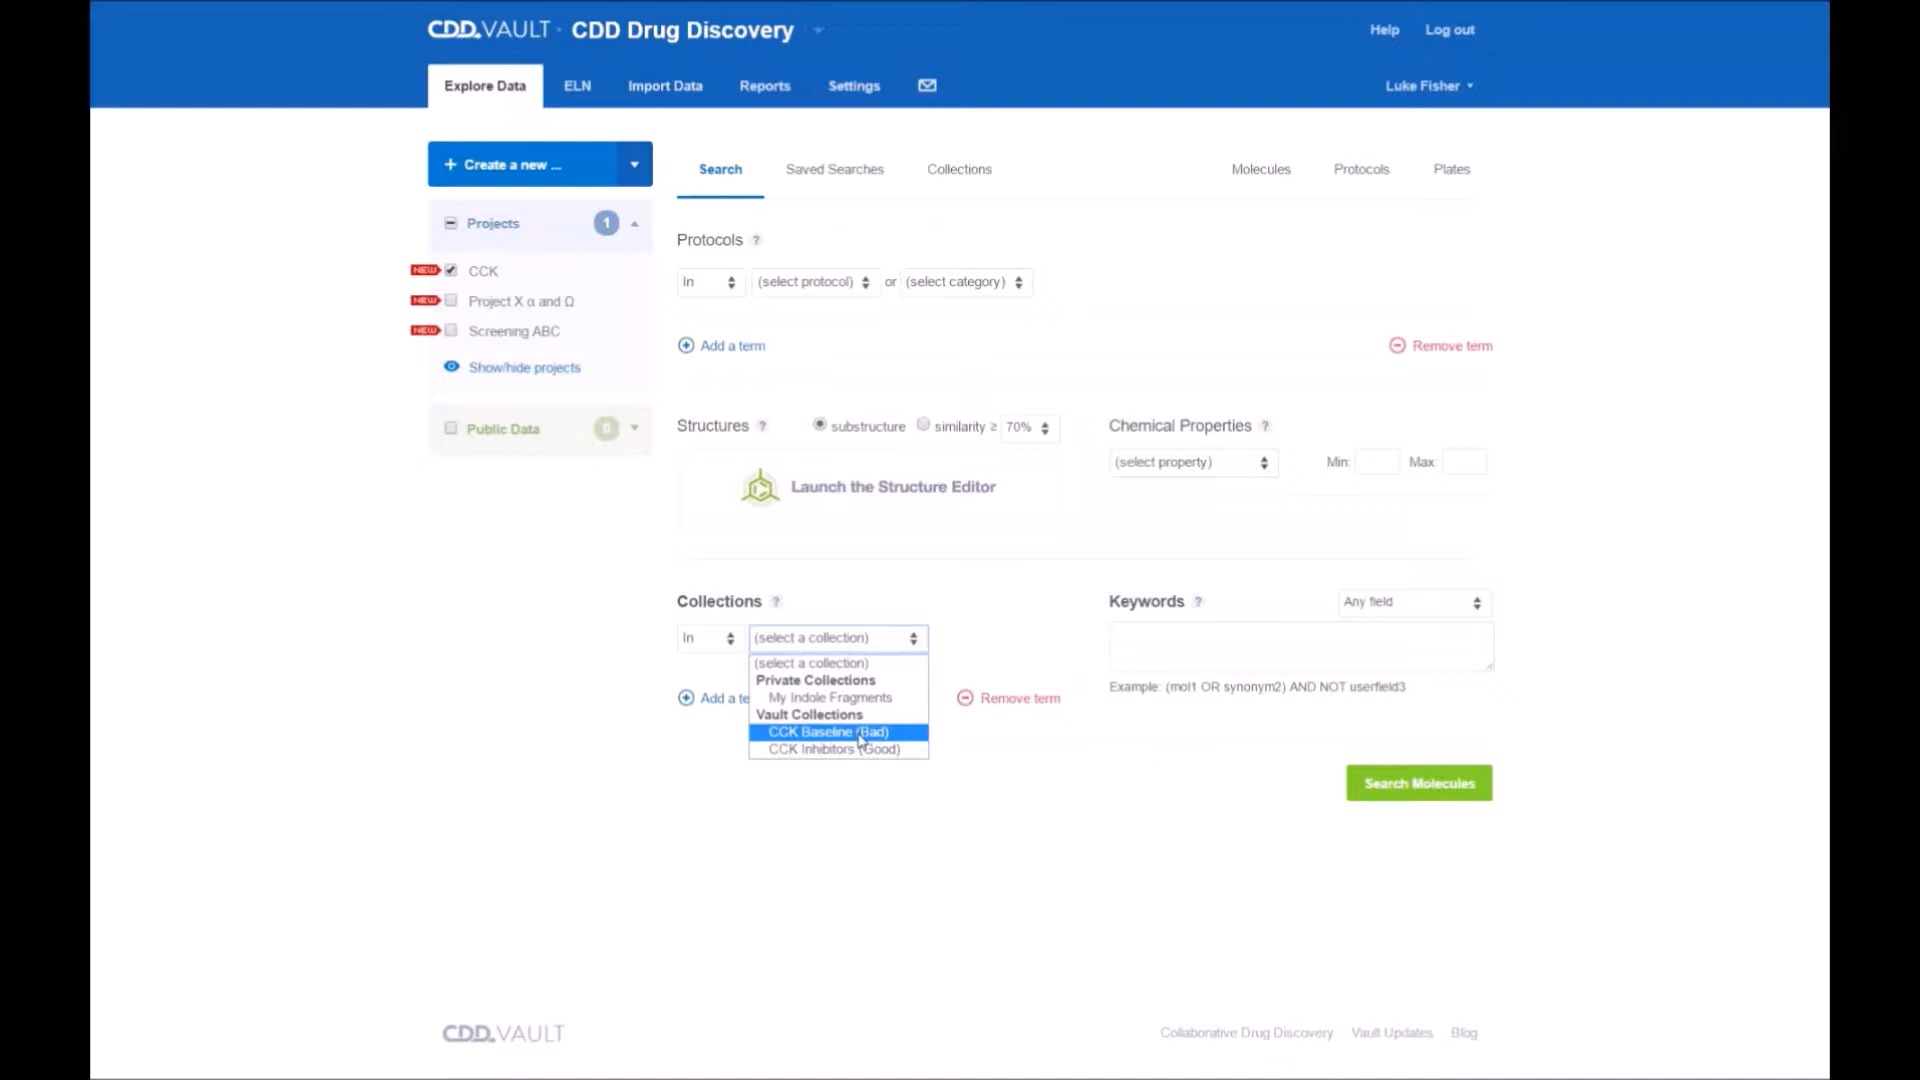 CDD.VAULT · CDD Drug Discovery
Help Log out
Explore Data ELN Import Data Reports Settings
Luke Fisher
+ Create a new ...
Search Saved Searches Collections Molecules Protocols Plates
Projects 1
NEW CCK
NEW Project X α and Ω
NEW Screening ABC
Show/hide projects
Public Data 0
Protocols ?
In (select protocol) or (select category)
Add a term Remove term
Structures ? substructure similarity ≥ 70%
Launch the Structure Editor
Chemical Properties ?
(select property) Min: Max:
Collections ?
In (select a collection)
(select a collection)
Private Collections
My Indole Fragments
Vault Collections
CCK Baseline (Bad)
CCK Inhibitors (Good)
Add a te Remove term
Keywords ? Any field
Example: (mol1 OR synonym2) AND NOT userfield3
Search Molecules
CDD.VAULT
Collaborative Drug Discovery Vault Updates Blog